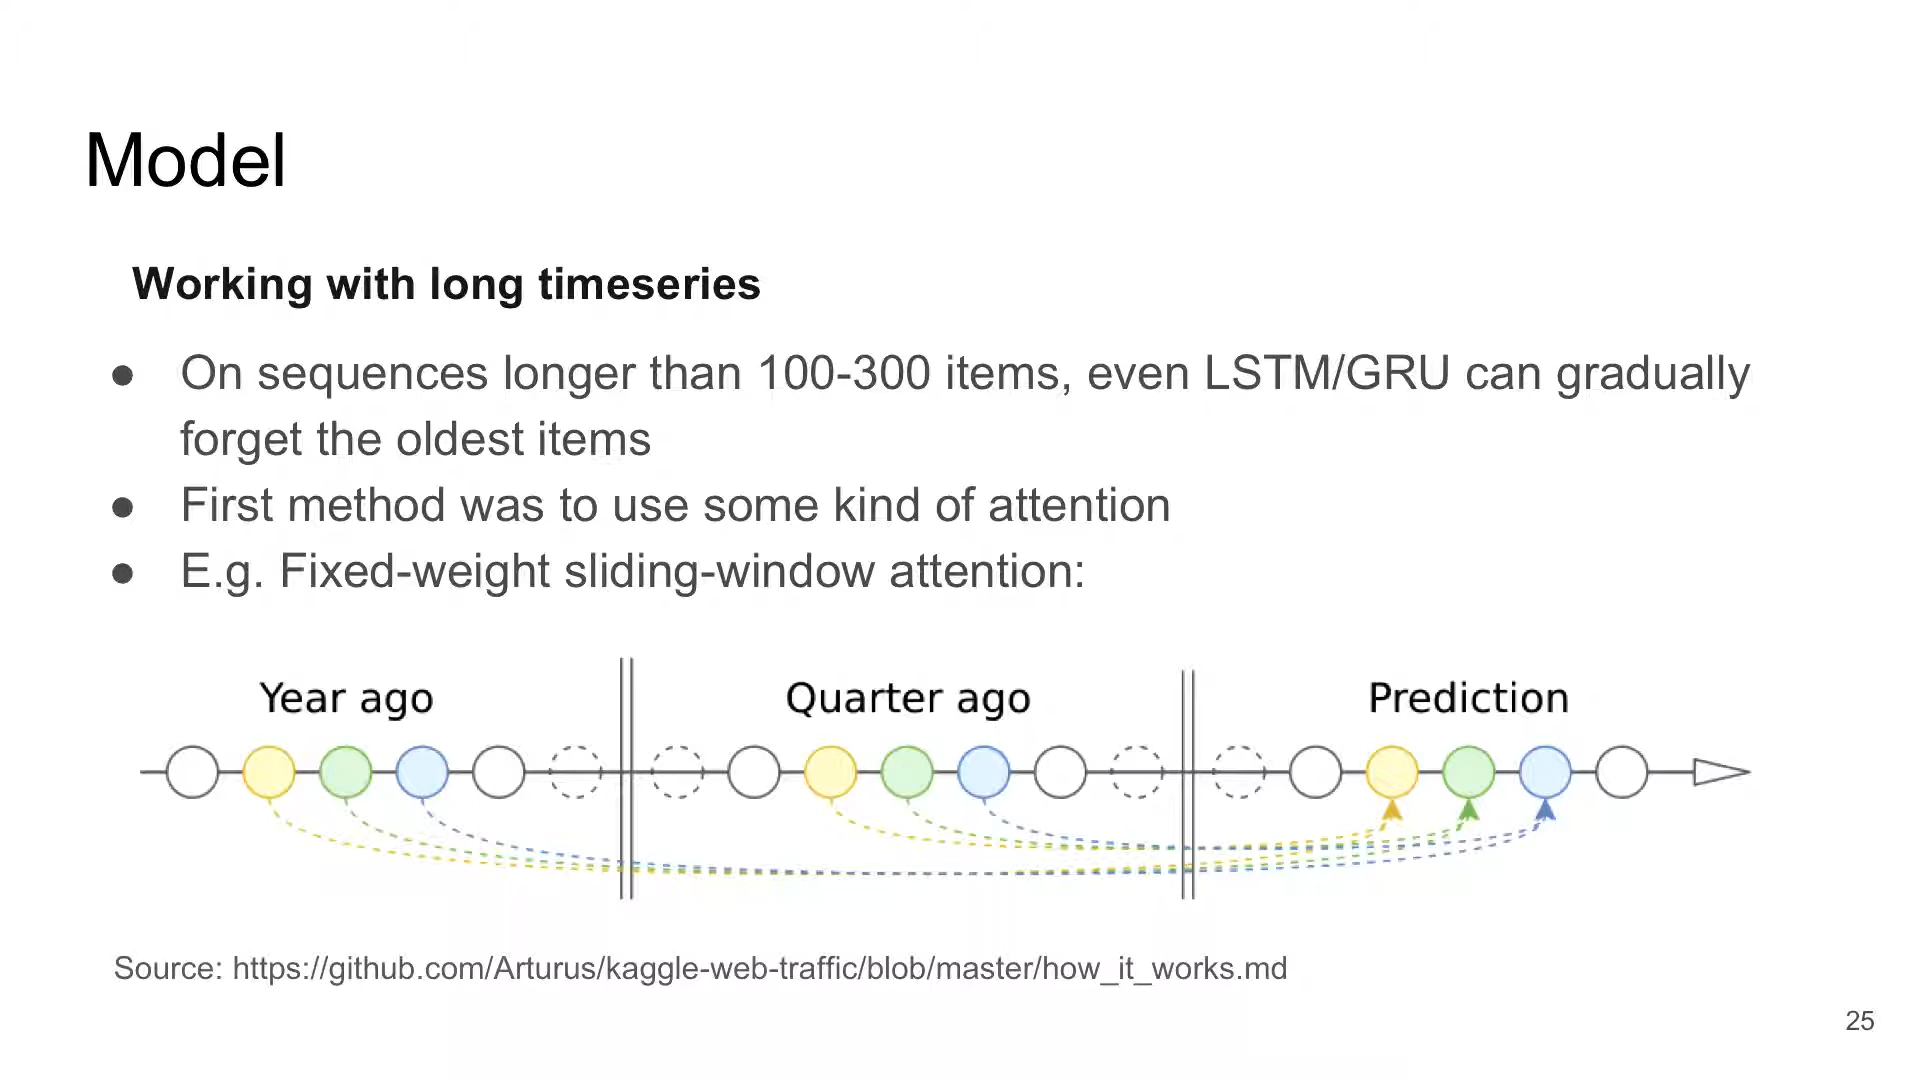 Model
Working with long timeseries
● On sequences longer than 100-300 items, even LSTM/GRU can gradually
forget the oldest items
● First method was to use some kind of attention
● E.g. Fixed-weight sliding-window attention:
Year ago
Quarter ago
Prediction
Source: https://github.com/Arturus/kaggle-web-traffic/blob/master/how_it_works.md
25